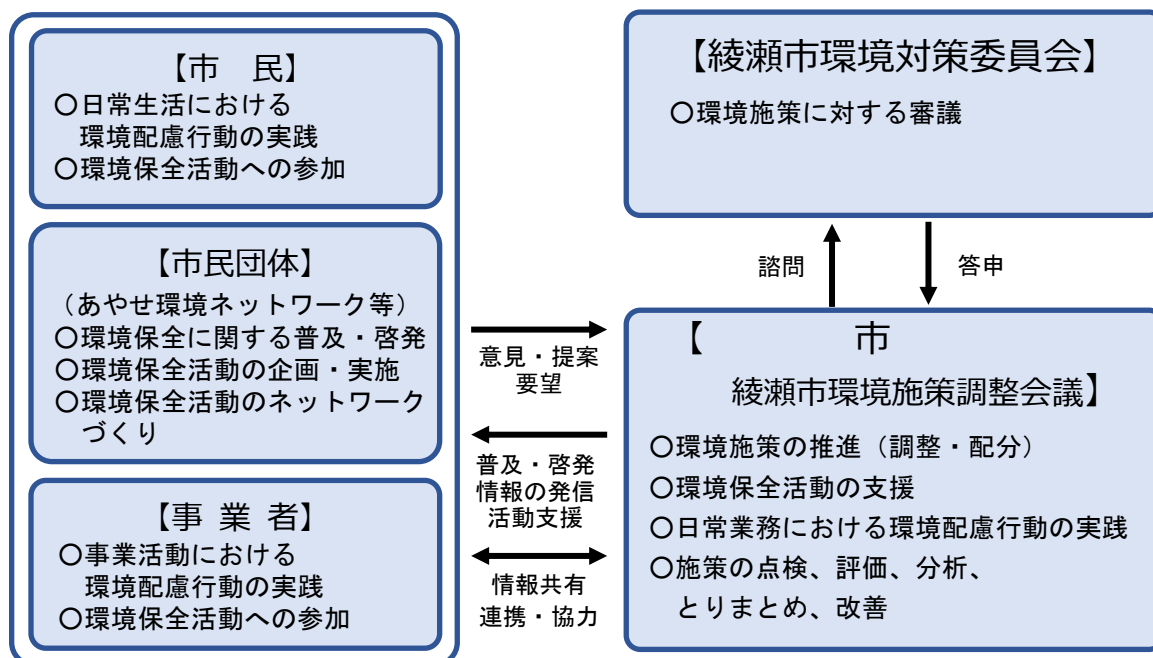 【市　民】
〇日常生活における
環境配慮行動の実践
〇環境保全活動への参加
【市民団体】
（あやせ環境ネットワーク等）
〇環境保全に関する普及・啓発
〇環境保全活動の企画・実施
〇環境保全活動のネットワーク
づくり
【事 業 者】
〇事業活動における
環境配慮行動の実践
〇環境保全活動への参加
意見・提案
要望
普及・啓発
情報の発信
活動支援
情報共有
連携・協力
【綾瀬市環境対策委員会】
〇環境施策に対する審議
諮問
答申
【　　　　市
綾瀬市環境施策調整会議】
〇環境施策の推進（調整・配分）
〇環境保全活動の支援
〇日常業務における環境配慮行動の実践
〇施策の点検、評価、分析、
とりまとめ、改善